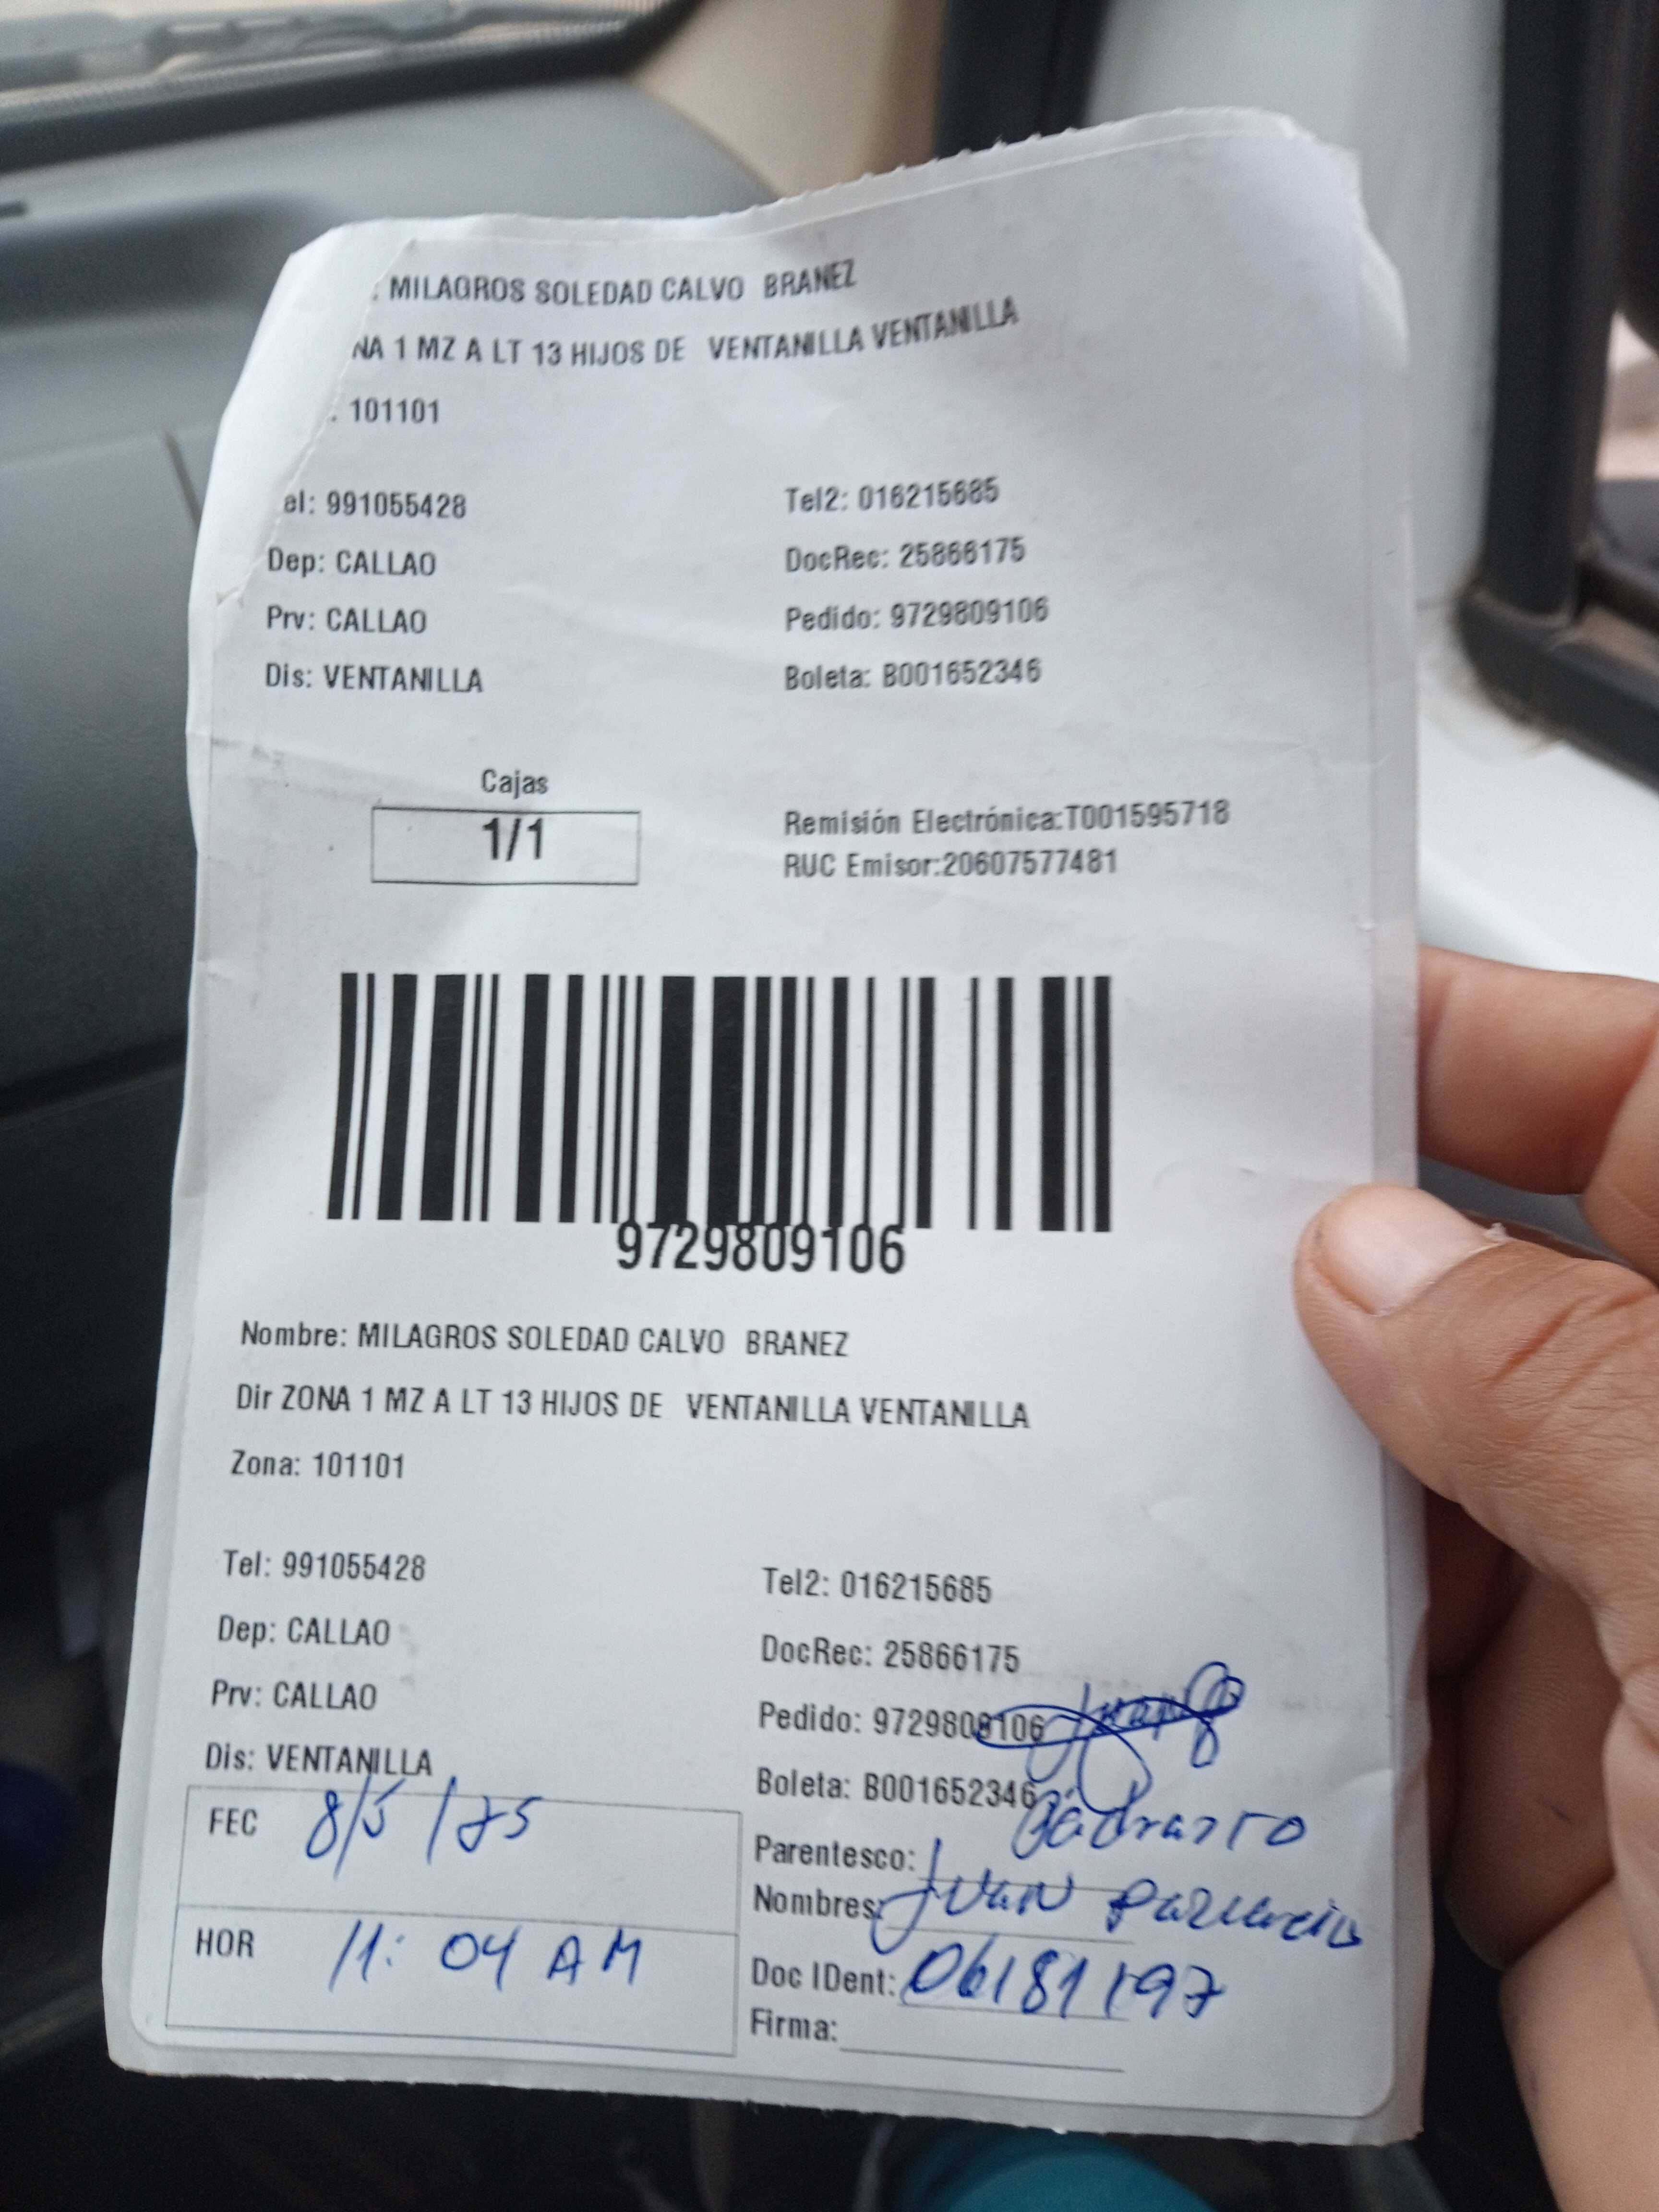 MILAGROS SOLEDAD CALVO BRANEZ
NA 1 MZ A LT 13 HIJOS DE VENTANILLA VENTANILLA
. 101101
el: 991055428 Tel2: 016215685
Dep: CALLAO DocRec: 25866175
Prv: CALLAO Pedido: 9729809106
Dis: VENTANILLA Boleta: B001652346
Cajas
1/1
Remisión Electrónica:T001595718
RUC Emisor:20607577481
9729809106
Nombre: MILAGROS SOLEDAD CALVO BRANEZ
Dir ZONA 1 MZ A LT 13 HIJOS DE VENTANILLA VENTANILLA
Zona: 101101
Tel: 991055428 Tel2: 016215685
Dep: CALLAO DocRec: 25866175
Prv: CALLAO Pedido: 9729809106
Dis: VENTANILLA Boleta: B001652346
FEC 8/5/25
Parentesco: Padrasto
Nombres: Juan
HOR 11:04 AM
Doc IDent: 06181197
Firma: